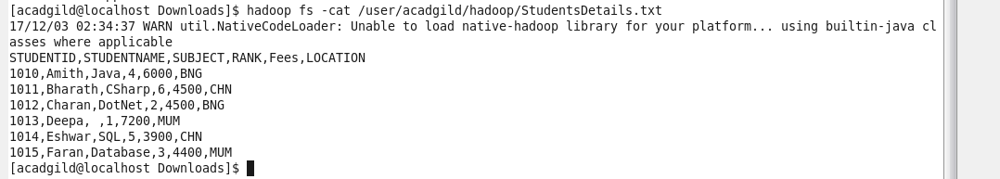 [acadgild@localhost Downloads]$ hadoop fs -cat /user/acadgild/hadoop/StudentsDetails.txt
17/12/03 02:34:37 WARN util.NativeCodeLoader: Unable to load native-hadoop library for your platform... using builtin-java cl
asses where applicable
STUDENTID,STUDENTNAME,SUBJECT,RANK,Fees,LOCATION
1010,Amith,Java,4,6000,BNG
1011,Bharath,CSharp,6,4500,CHN
1012,Charan,DotNet,2,4500,BNG
1013,Deepa, ,1,7200,MUM
1014,Eshwar,SQL,5,3900,CHN
1015,Faran,Database,3,4400,MUM
[acadgild@localhost Downloads]$